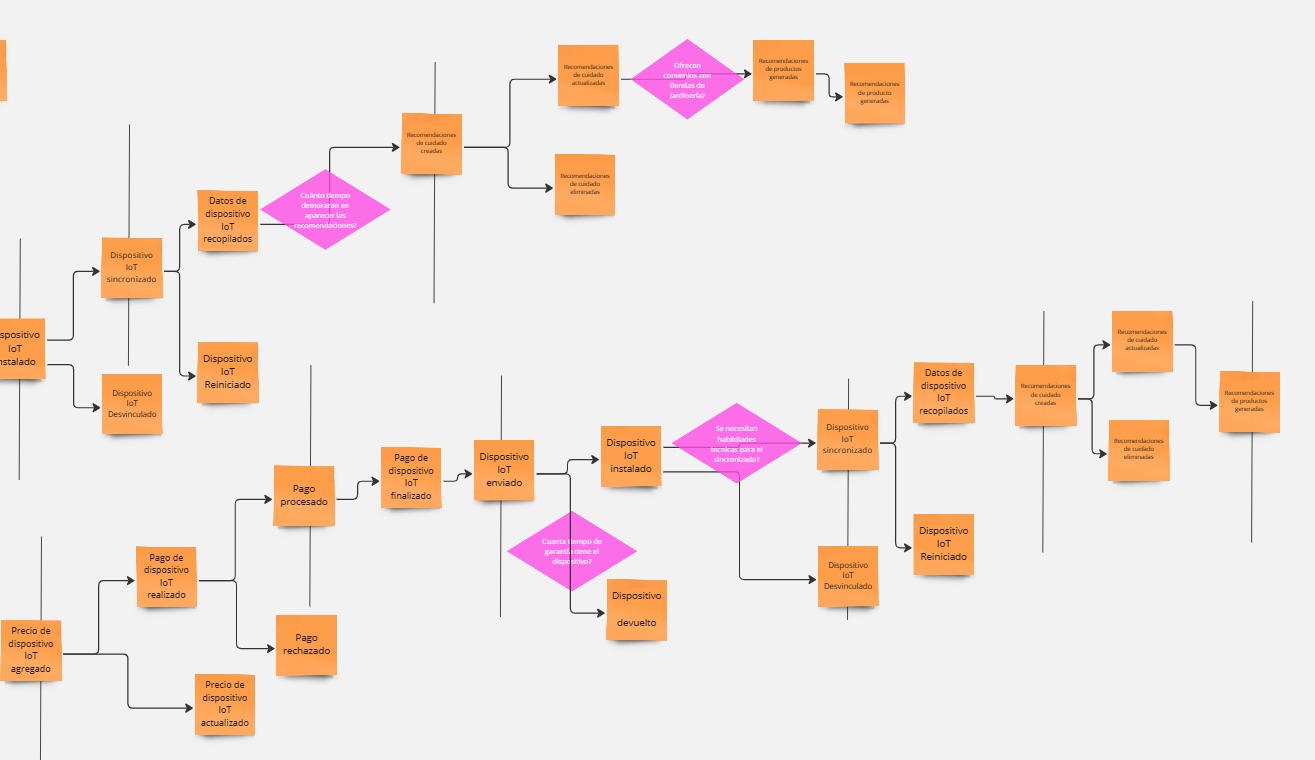 Recomendaciones
de cuidado
actualizadas
Ofrecen
convenios con
tiendas de
jardinería?
Recomendaciones
de productos
generadas
Recomendaciones
de producto
generadas
Recomendaciones
de cuidado
creadas
Recomendaciones
de cuidado
eliminadas
Datos de
dispositivo
IoT
recopilados
Cuánto tiempo
demoraran en
aparecer las
recomendaciones?
Dispositivo
IoT
sincronizado
spositivo
IoT
nstalado
Dispositivo
IoT
Desvinculado
Dispositivo
IoT
Reiniciado
Recomendaciones
de cuidado
actualizadas
Datos de
dispositivo
IoT
recopilados
Recomendaciones
de cuidado
creadas
Recomendaciones
de productos
generadas
Recomendaciones
de cuidado
eliminadas
Pago
procesado
Pago de
dispositivo
IoT
finalizado
Dispositivo
IoT
enviado
Dispositivo
IoT
instalado
Se necesitan
habilidades
técnicas para el
sincronizado?
Dispositivo
IoT
sincronizado
Dispositivo
IoT
Reiniciado
Cuanta tiempo de
garantía tiene el
dispositivo?
Dispositivo
devuelto
Dispositivo
IoT
Desvinculado
Pago de
dispositivo
IoT
realizado
Pago
rechazado
Precio de
dispositivo
IoT
agregado
Precio de
dispositivo
IoT
actualizado